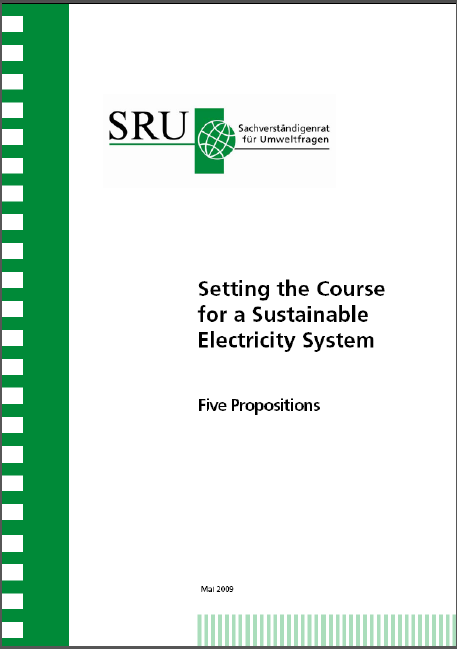 SRU
Sachverständigenrat
für Umweltfragen
Setting the Course
for a Sustainable
Electricity System
Five Propositions
Mai 2009